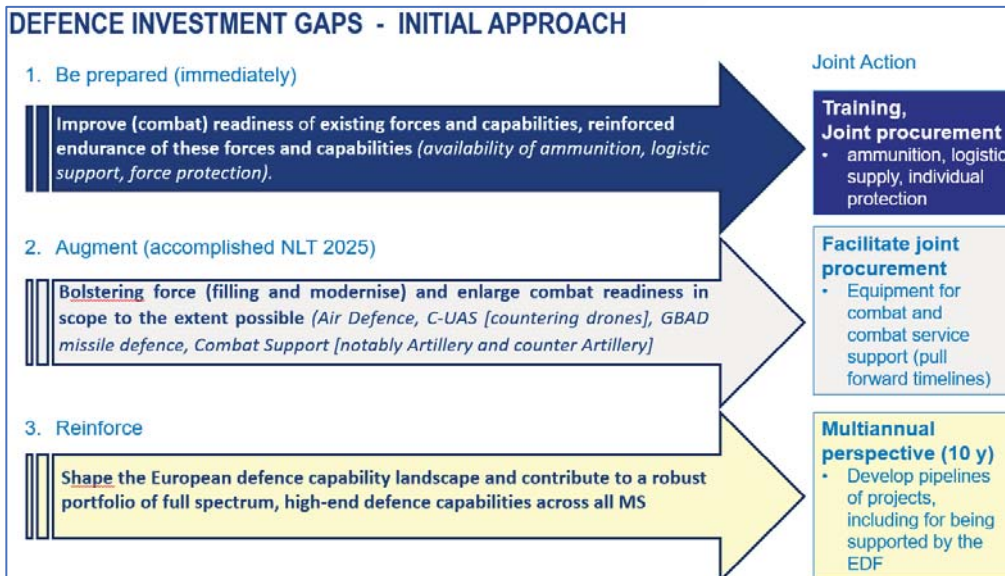 DEFENCE INVESTMENT GAPS - INITIAL APPROACH
1. Be prepared (immediately)
Improve (combat) readiness of existing forces and capabilities, reinforced
endurance of these forces and capabilities (availability of ammunition, logistic
support, force protection).
Joint Action
Training,
Joint procurement
• ammunition, logistic
supply, individual
protection
2. Augment (accomplished NLT 2025)
Bolstering force (filling and modernise) and enlarge combat readiness in
scope to the extent possible (Air Defence, C-UAS [countering drones], GBAD
missile defence, Combat Support [notably Artillery and counter Artillery]
Facilitate joint
procurement
• Equipment for
combat and
combat service
support (pull
forward timelines)
3. Reinforce
Shape the European defence capability landscape and contribute to a robust
portfolio of full spectrum, high-end defence capabilities across all MS
Multiannual
perspective (10 y)
• Develop pipelines
of projects,
including for being
supported by the
EDF